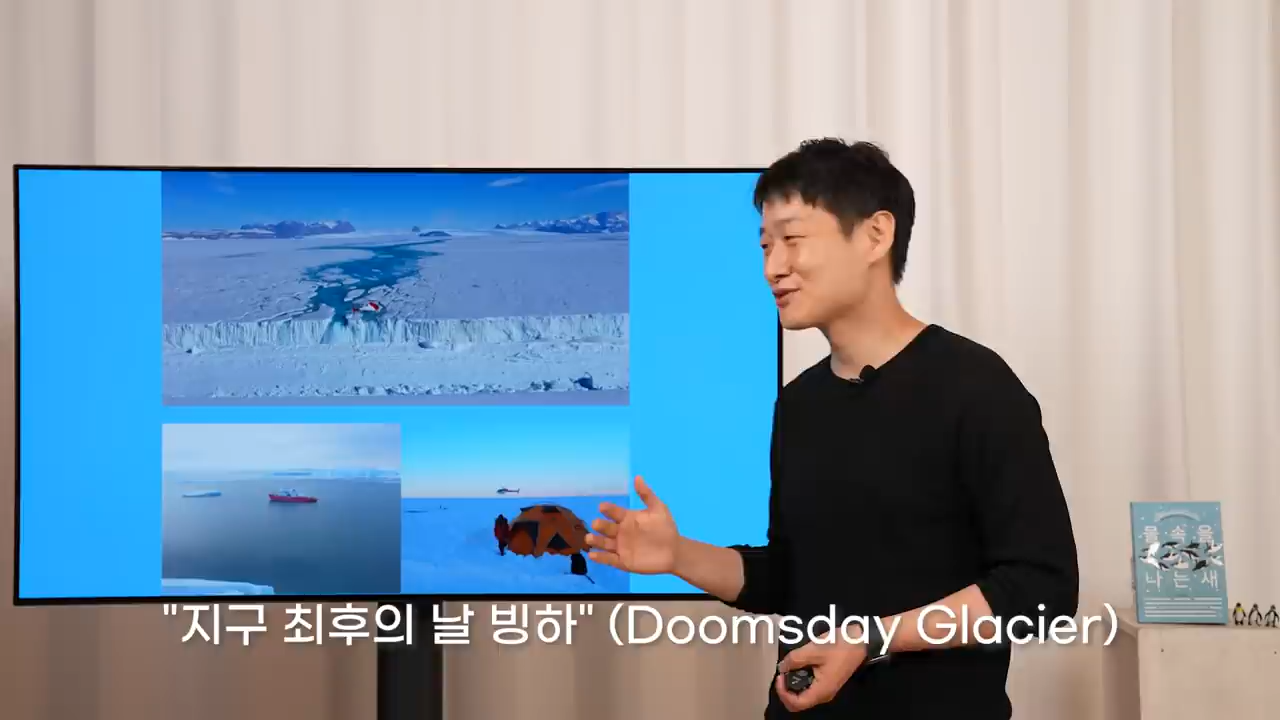 "지구 최후의 날 빙하" (Doomsday Glacier)
물 속을
나는 새